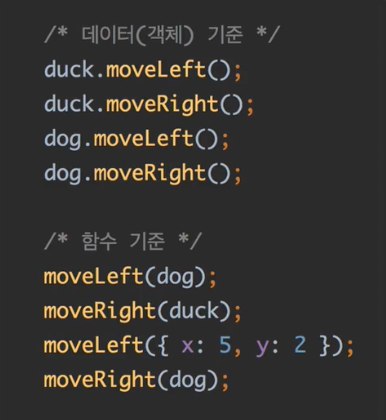 /* 데이터(객체) 기준 */
duck.moveLeft();
duck.moveRight();
dog.moveLeft();
dog.moveRight();
/* 함수 기준 */
moveLeft(dog);
moveRight(duck);
moveLeft({ x: 5, y: 2 });
moveRight(dog);